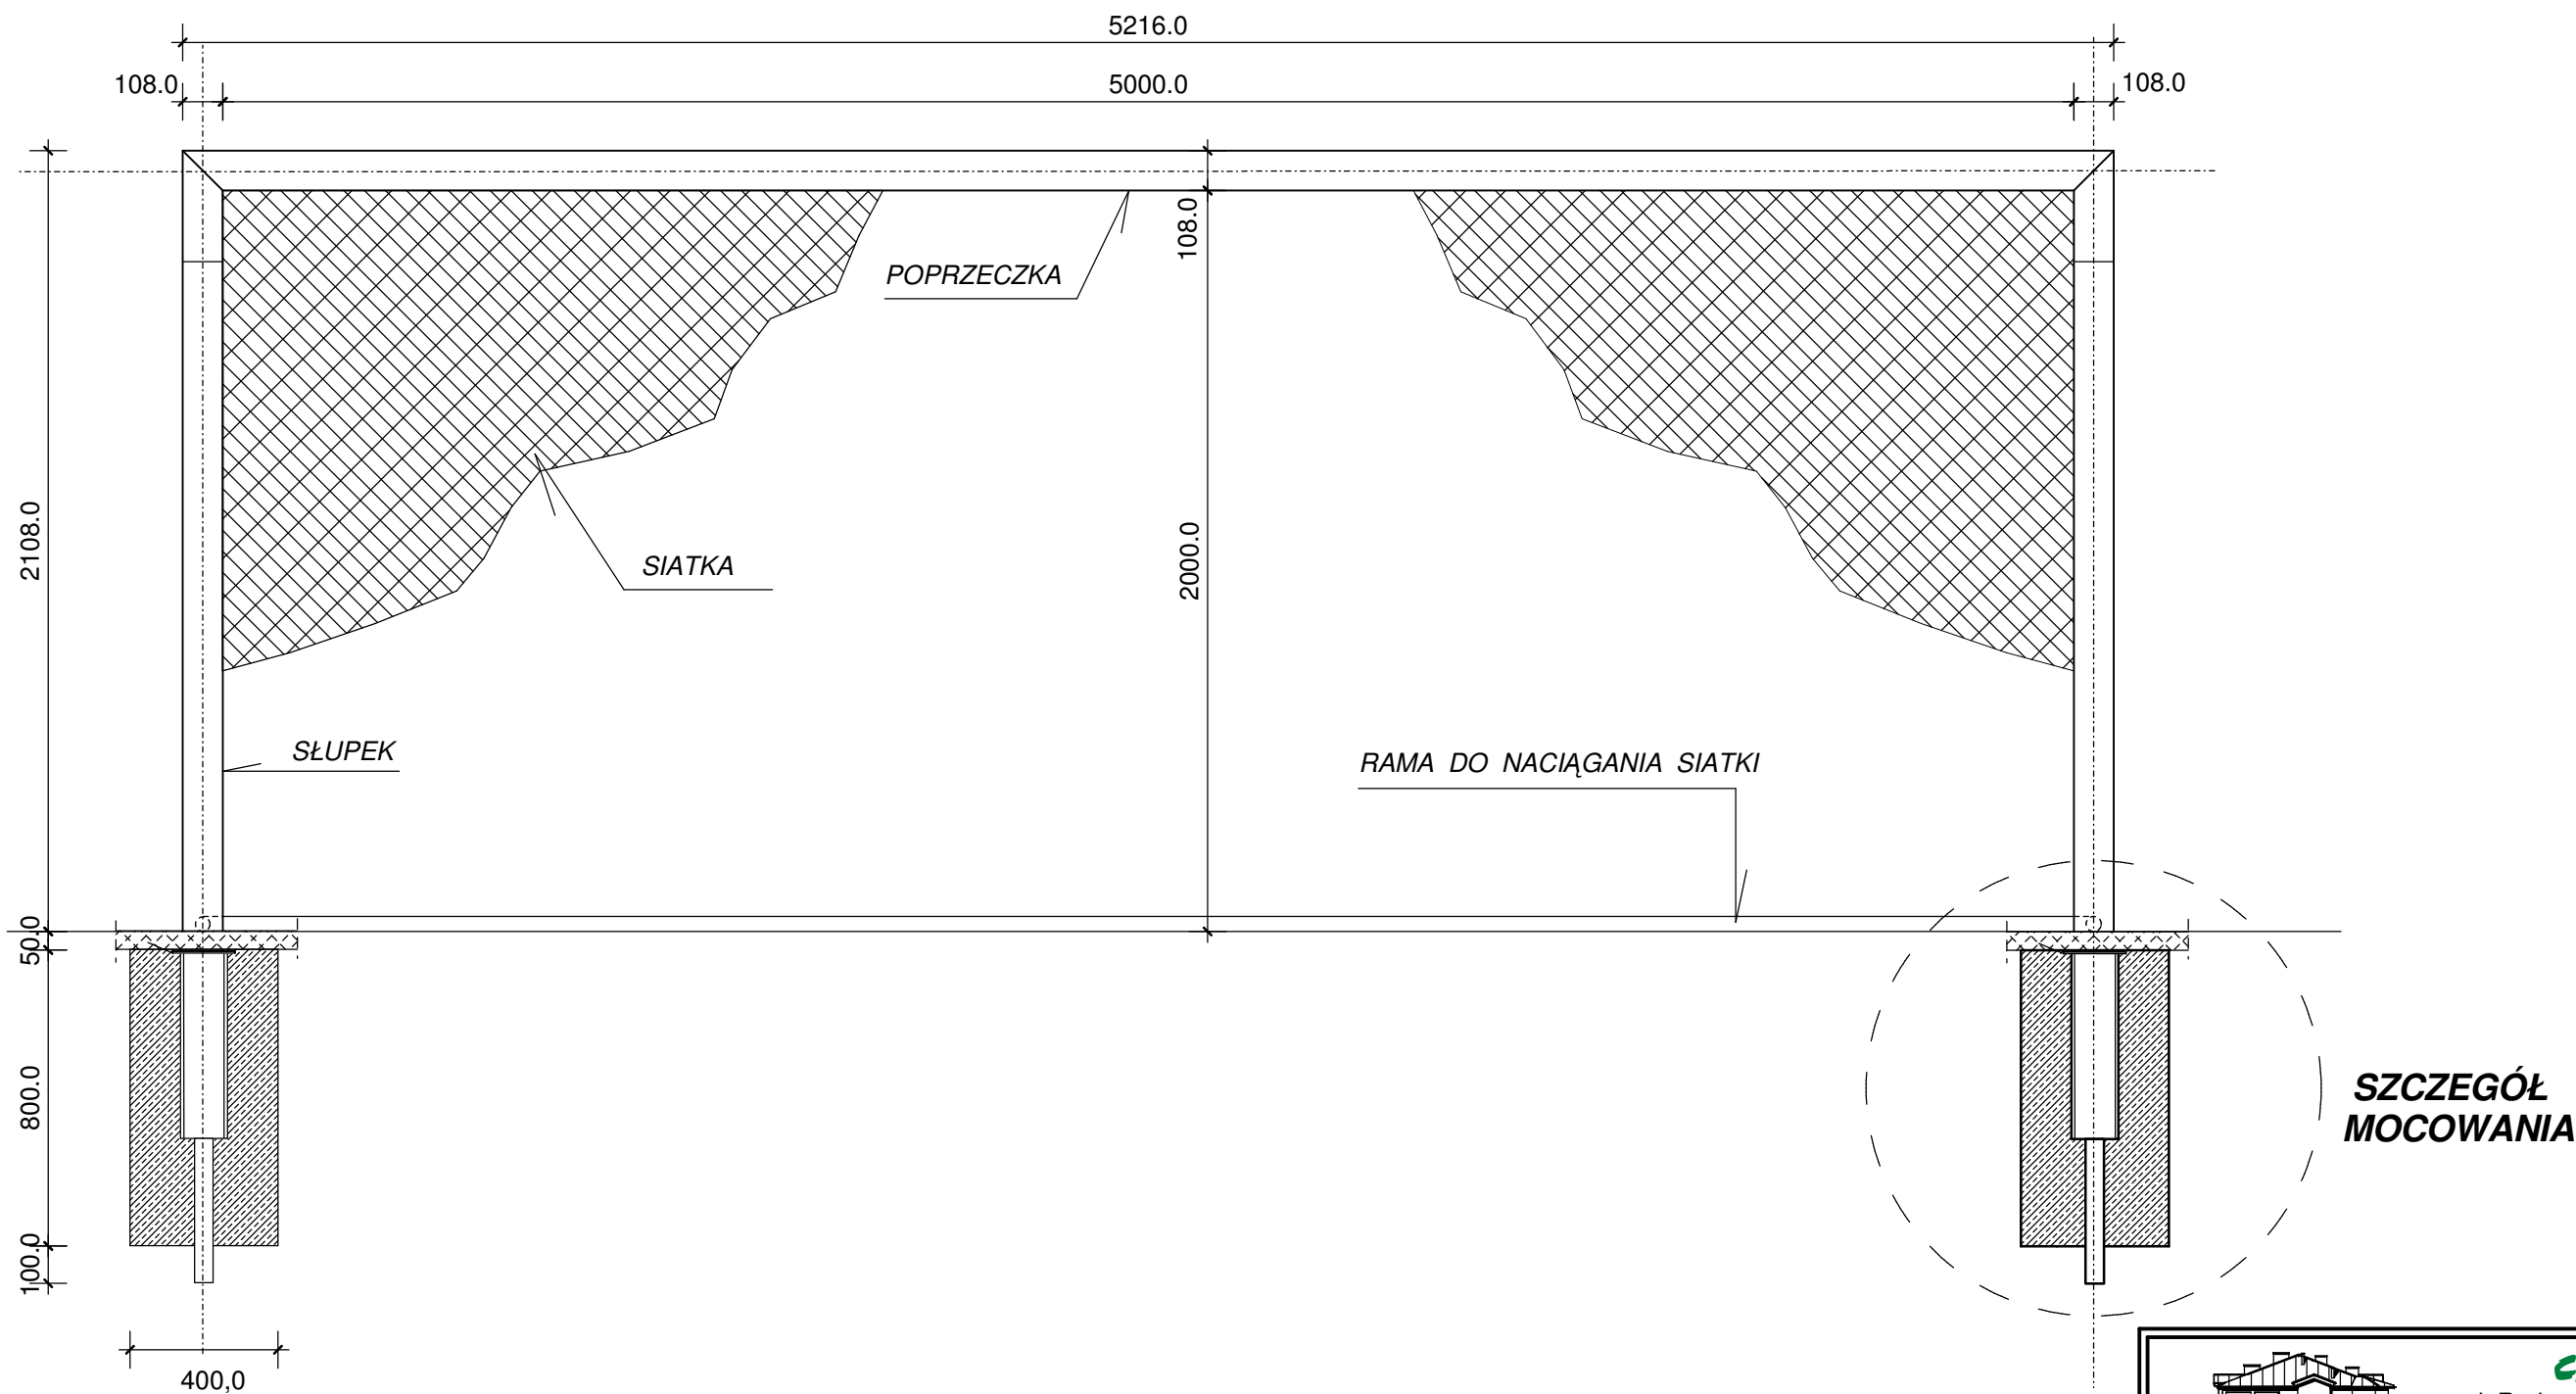 5216.0
108.0
5000.0
108.0
108.0
POPRZECZKA
2108.0
2000.0
SIATKA
SŁUPEK
RAMA DO NACIĄGANIA SIATKI
50.0
800.0
SZCZEGÓŁ
MOCOWANIA
100.0
400,0